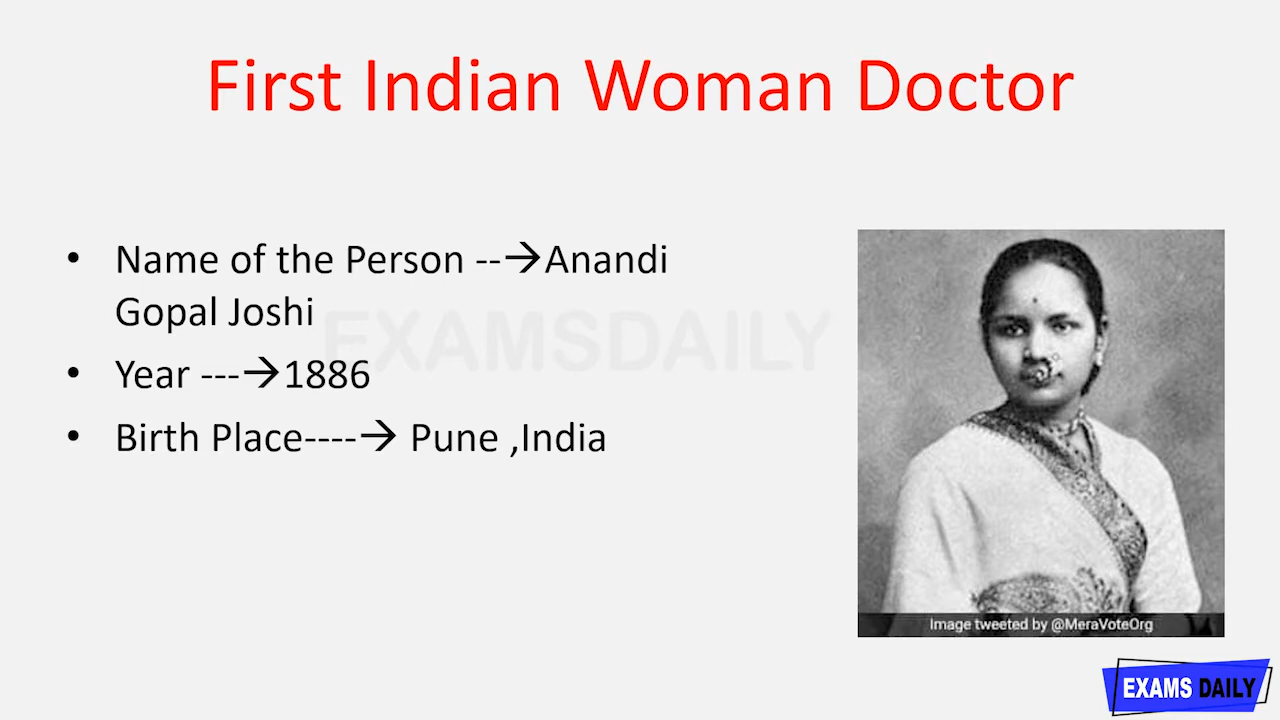 First Indian Woman Doctor
• Name of the Person --→Anandi
Gopal Joshi
• Year ---→1886
• Birth Place----→ Pune ,India
EXAMSDAILY
Image tweeted by @MeraVoteOrg
EXAMS DAILY